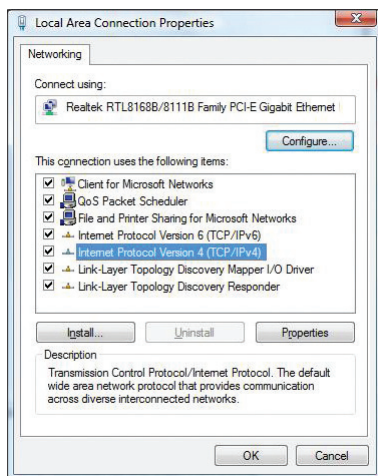 Local Area Connection Properties
Networking
Connect using:
Realtek RTL8168B/8111B Family PCI-E Gigabit Ethernet
Configure...
This connection uses the following items:
Client for Microsoft Networks
QoS Packet Scheduler
File and Printer Sharing for Microsoft Networks
Internet Protocol Version 6 (TCP/IPv6)
Internet Protocol Version 4 (TCP/IPv4)
Link-Layer Topology Discovery Mapper I/O Driver
Link-Layer Topology Discovery Responder
Install... Uninstall Properties
Description
Transmission Control Protocol/Internet Protocol. The default
wide area network protocol that provides communication
across diverse interconnected networks.
OK Cancel